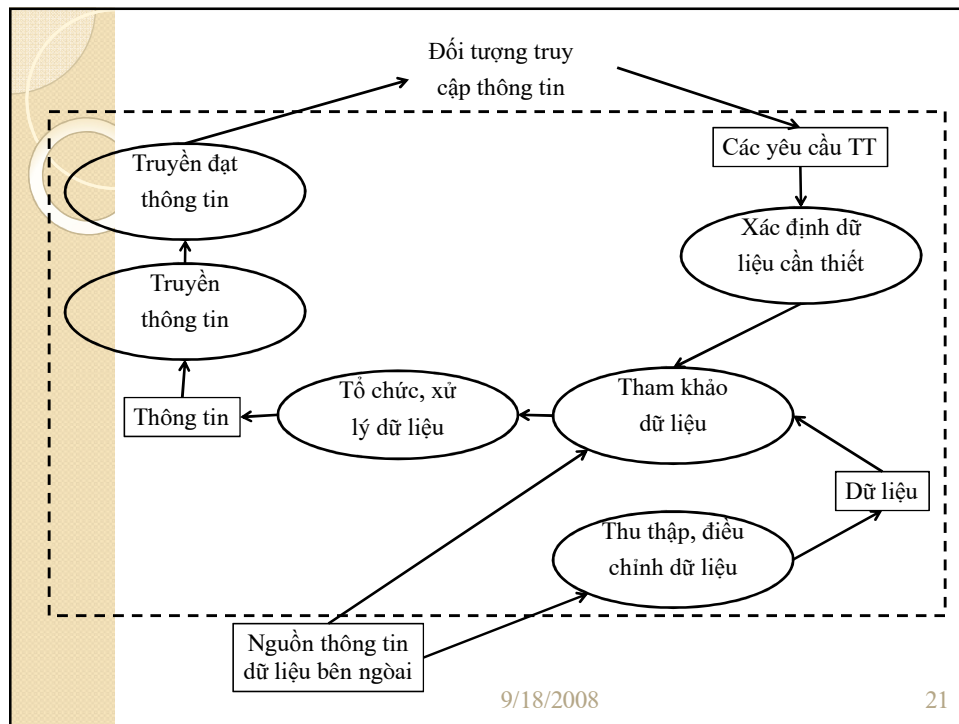 Đối tượng truy
cập thông tin
Các yêu cầu TT
Truyền đạt
thông tin
Xác định dữ
liệu cần thiết
Truyền
thông tin
Tham khảo
dữ liệu
Tổ chức, xử
lý dữ liệu
Thông tin
Dữ liệu
Thu thập, điều
chỉnh dữ liệu
Nguồn thông tin
dữ liệu bên ngòai
9/18/2008
21